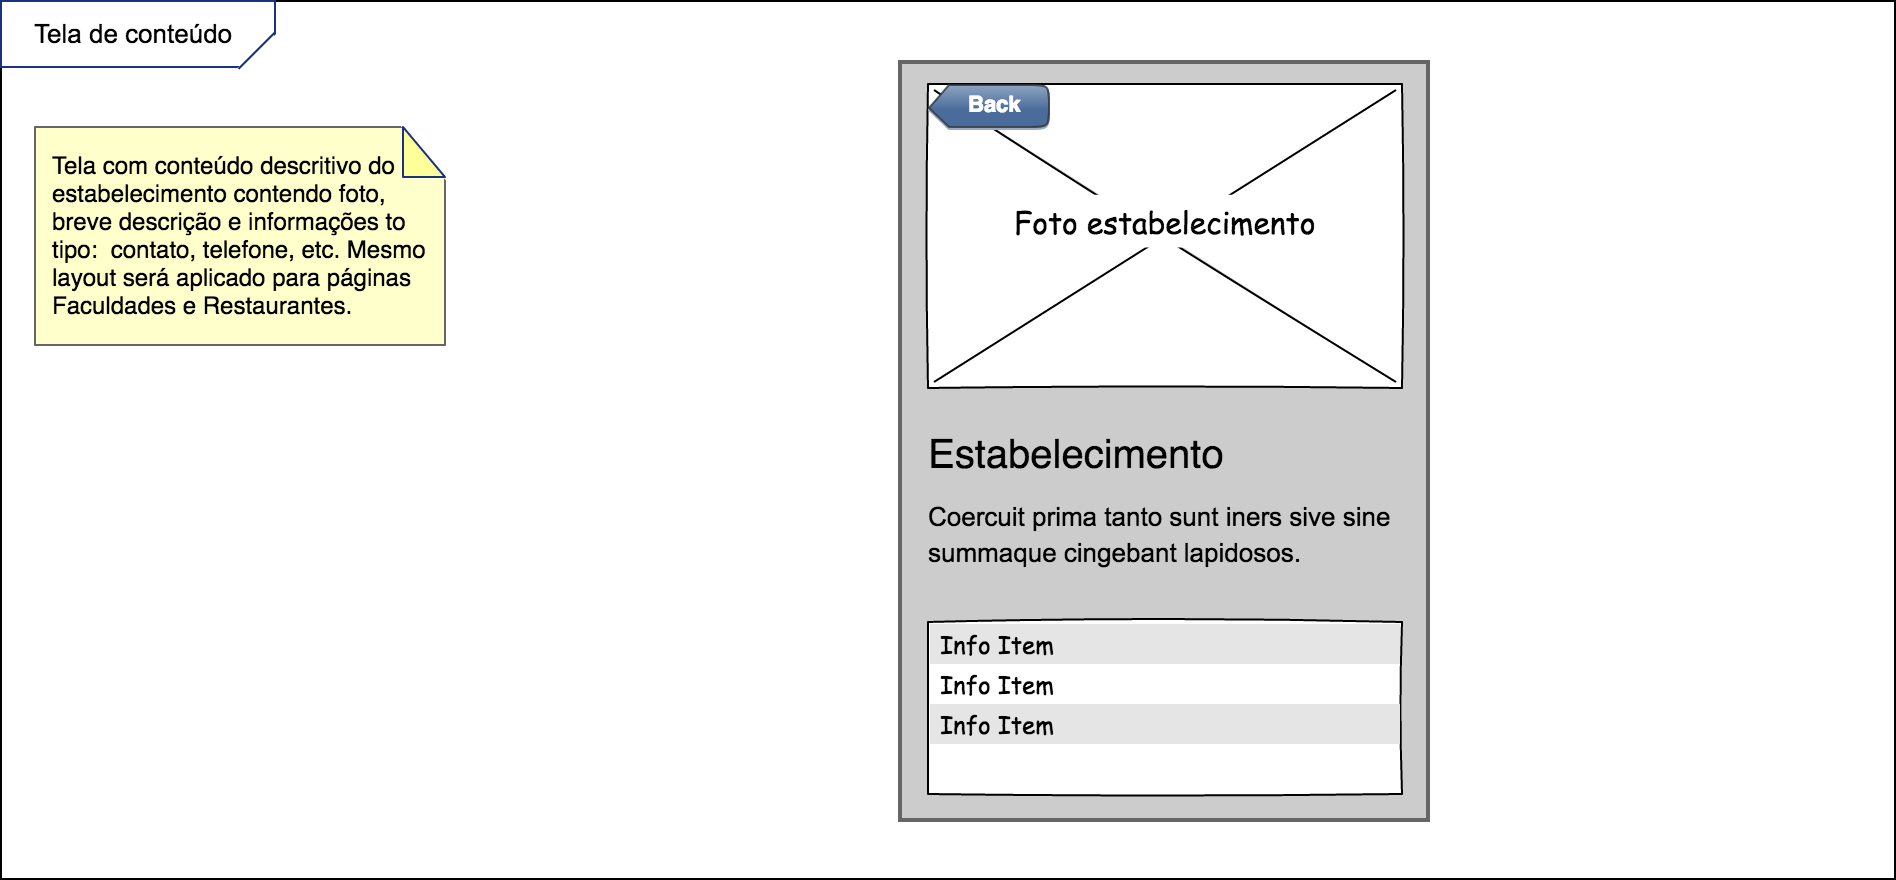 Tela de conteúdo
Tela com conteúdo descritivo do
estabelecimento contendo foto,
breve descrição e informações to
tipo:  contato, telefone, etc. Mesmo
layout será aplicado para páginas
Faculdades e Restaurantes.
Back
Foto estabelecimento
Estabelecimento
Coercuit prima tanto sunt iners sive sine
summaque cingebant lapidosos.
Info Item
Info Item
Info Item